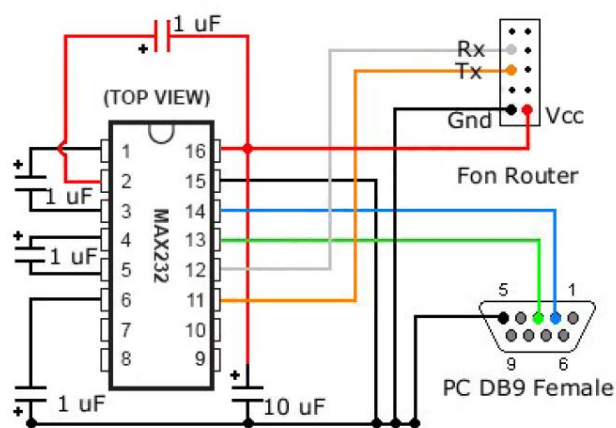 1 uF
(TOP VIEW)
Rx
Tx
Gnd
Vcc
Fon Router
+
+
1 uF
+
1 uF
+
1 uF
+
10 uF
MAX232
1
2
3
4
5
6
7
8
16
15
14
13
12
11
10
9
5
1
9
6
PC DB9 Female